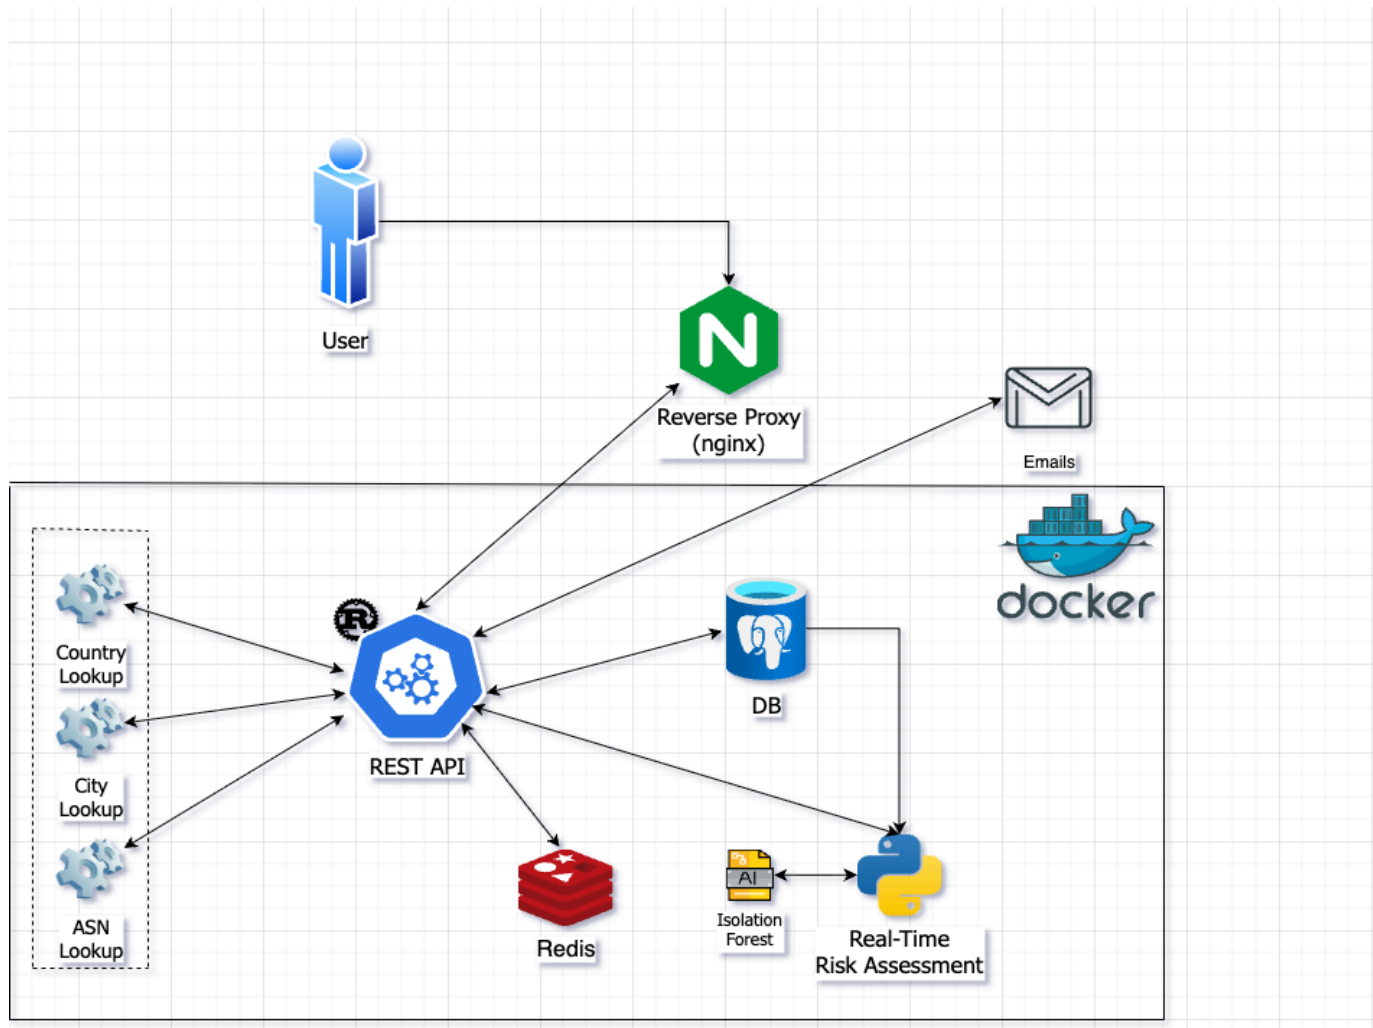 User
N
Reverse Proxy
(nginx)
Emails
docker
Country
Lookup
R
DB
City
Lookup
REST API
AI
ASN
Lookup
Redis
Isolation
Forest
Real-Time
Risk Assessment